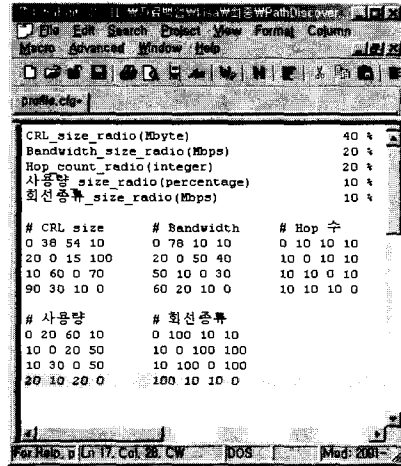 File Edit Search Project View Format Column
Macro Advanced Window Help
profile.cfg*
CRL_size_radio(Mbyte) 40 %
Bandwidth_size_radio(Mbps) 20 %
Hop_count_radio(integer) 20 %
사용량_size_radio(percentage) 10 %
회선종류_size_radio(Mbps) 10 %
# CRL size # Bandwidth # Hop 수
0 38 54 10 0 78 10 10 0 10 10 10
20 0 15 100 20 0 50 40 10 0 10 10
10 60 0 70 50 10 0 30 10 10 0 10
90 30 10 0 60 20 10 0 10 10 10 0
# 사용량 # 회선종류
0 20 60 10 0 100 10 10
10 0 20 50 10 0 100 100
10 30 0 50 10 100 0 100
20 10 20 0 100 10 10 0
For Help, p Ln 17, Col. 28, CW DOS Mod: 2001-